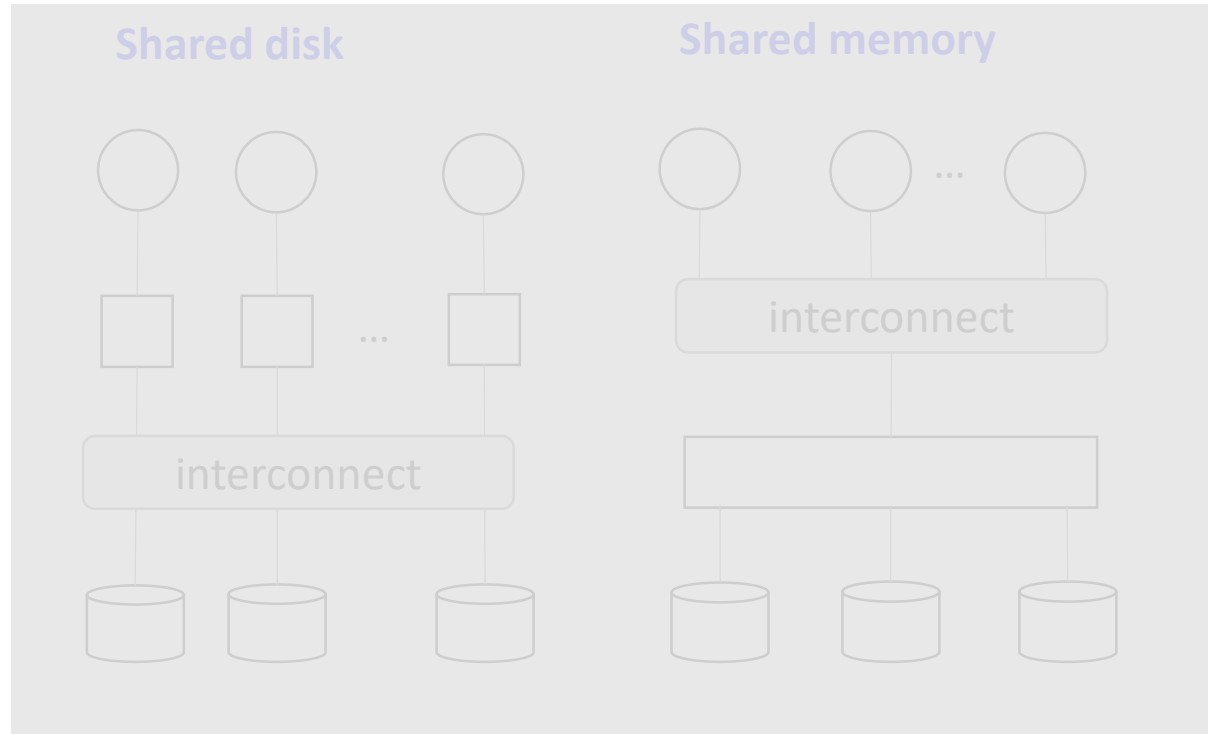 Shared disk
Shared memory
...
interconnect
...
interconnect